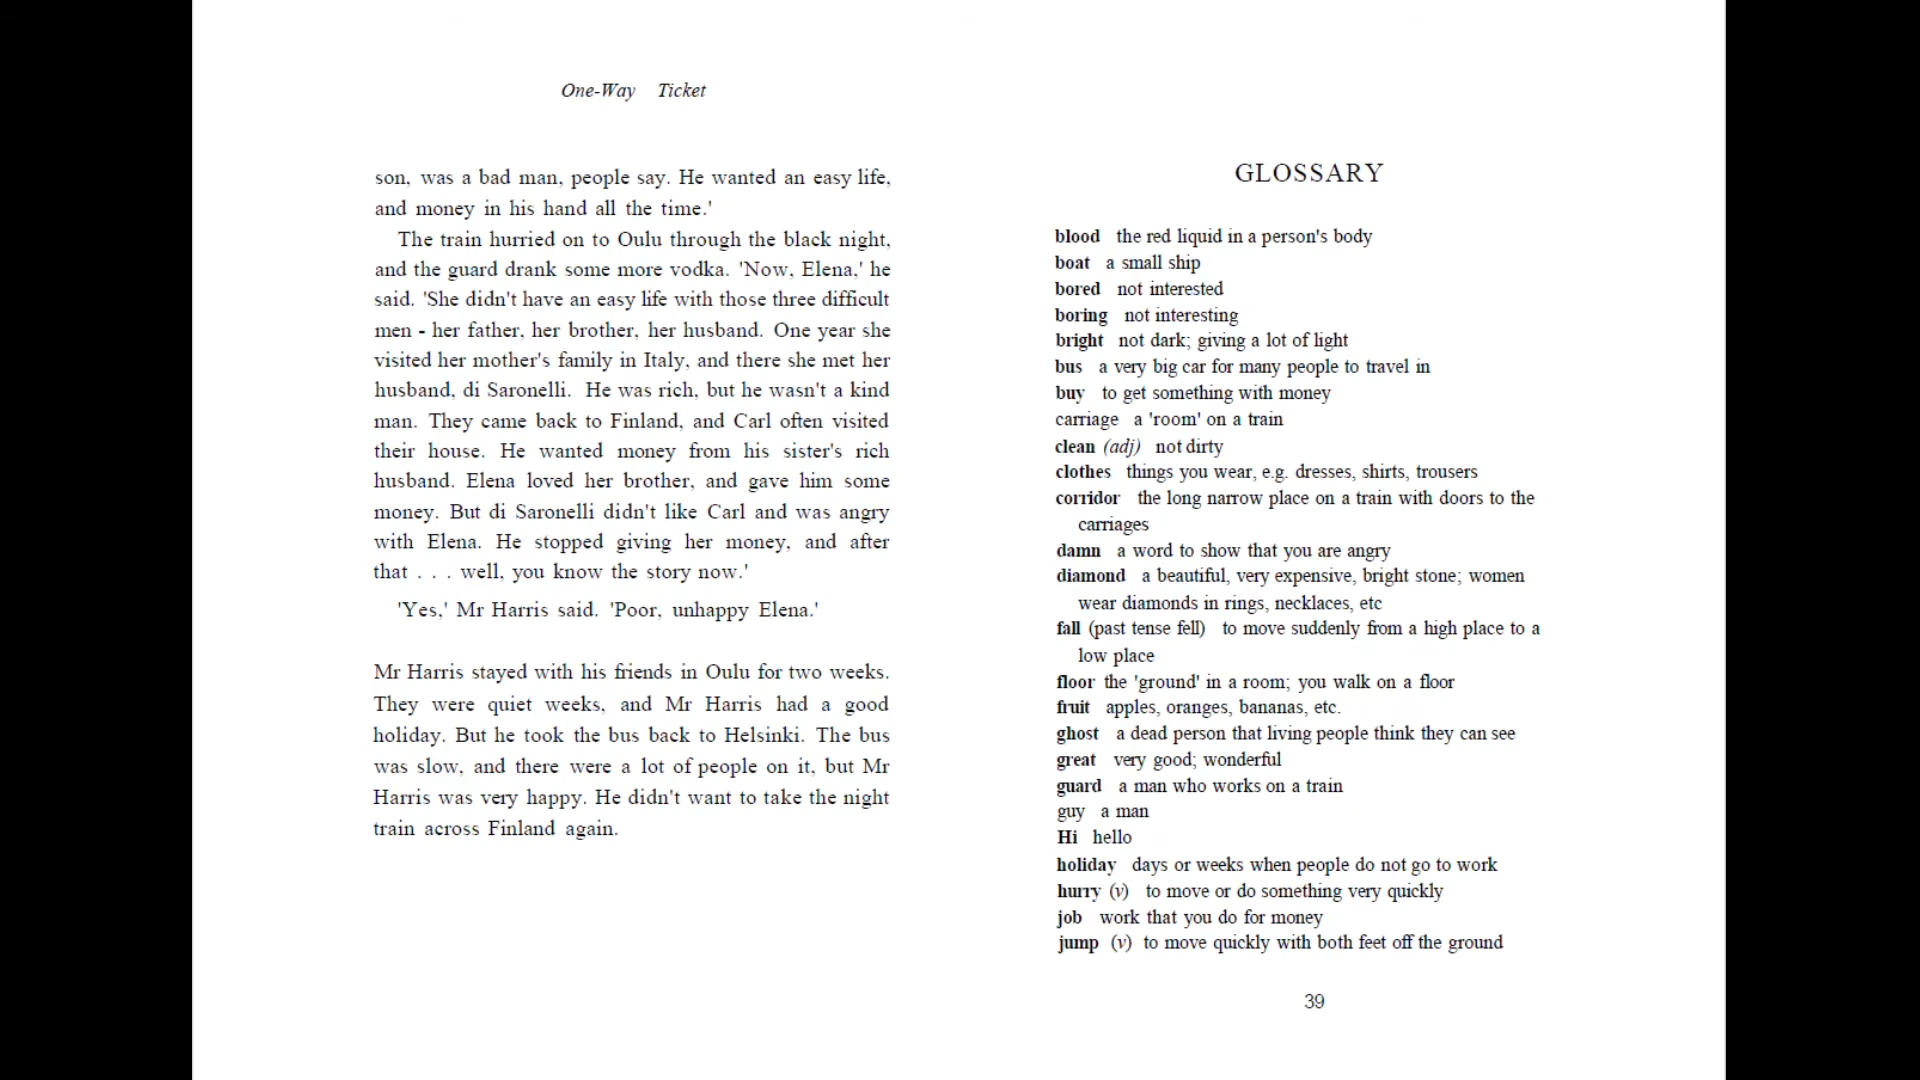 One-Way Ticket
son, was a bad man, people say. He wanted an easy life,
and money in his hand all the time.'
The train hurried on to Oulu through the black night,
and the guard drank some more vodka. 'Now, Elena,' he
said. 'She didn't have an easy life with those three difficult
men - her father, her brother, her husband. One year she
visited her mother's family in Italy, and there she met her
husband, di Saronelli. He was rich, but he wasn't a kind
man. They came back to Finland, and Carl often visited
their house. He wanted money from his sister's rich
husband. Elena loved her brother, and gave him some
money. But di Saronelli didn't like Carl and was angry
with Elena. He stopped giving her money, and after
that . . . well, you know the story now.'
'Yes,' Mr Harris said. 'Poor, unhappy Elena.'
Mr Harris stayed with his friends in Oulu for two weeks.
They were quiet weeks, and Mr Harris had a good
holiday. But he took the bus back to Helsinki. The bus
was slow, and there were a lot of people on it, but Mr
Harris was very happy. He didn't want to take the night
train across Finland again.
GLOSSARY
blood the red liquid in a person's body
boat a small ship
bored not interested
boring not interesting
bright not dark; giving a lot of light
bus a very big car for many people to travel in
buy to get something with money
carriage a 'room' on a train
clean (adj) not dirty
clothes things you wear, e.g. dresses, shirts, trousers
corridor the long narrow place on a train with doors to the
carriages
damn a word to show that you are angry
diamond a beautiful, very expensive, bright stone; women
wear diamonds in rings, necklaces, etc
fall (past tense fell) to move suddenly from a high place to a
low place
floor the 'ground' in a room; you walk on a floor
fruit apples, oranges, bananas, etc.
ghost a dead person that living people think they can see
great very good; wonderful
guard a man who works on a train
guy a man
Hi hello
holiday days or weeks when people do not go to work
hurry (v) to move or do something very quickly
job work that you do for money
jump (v) to move quickly with both feet off the ground
39